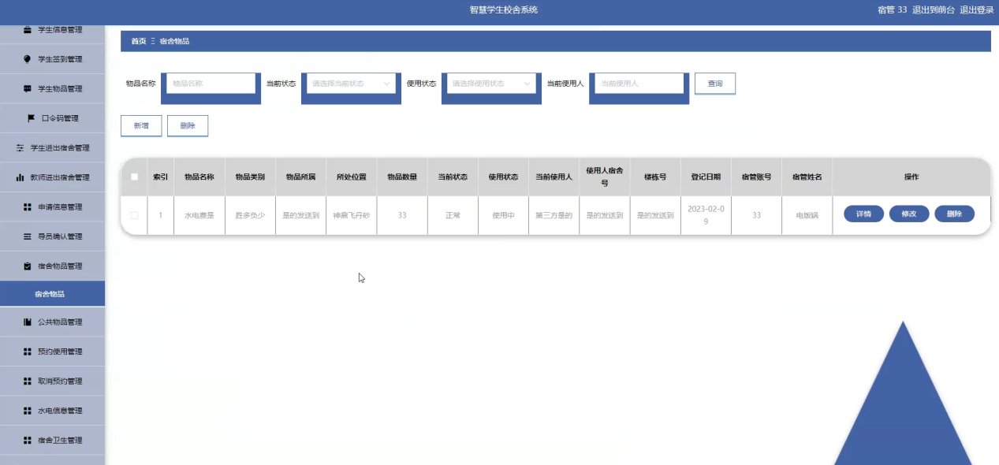 智慧学生校舍系统
宿管 33 退出到前台 退出登录
学生信息管理
学生签到管理
学生物品管理
口令码管理
学生进出宿舍管理
教师进出宿舍管理
申请信息管理
导员确认管理
宿舍物品管理
宿舍物品
公共物品管理
预约使用管理
取消预约管理
水电信息管理
宿舍卫生管理
首页 Ξ 宿舍物品
物品名称 物品名称 当前状态 请选择当前状态 使用状态 请选择使用状态 当前使用人 当前使用人 查询
新增 删除
索引 物品名称 物品类别 物品所属 所处位置 物品数量 当前状态 使用状态 当前使用人 使用人宿舍号 楼栋号 登记日期 宿管账号 宿管姓名 操作
1 水电费是 胜多负少 是的发送到 神鼎飞丹砂 33 正常 使用中 第三方是的 是的发送到 是的发送到 2023-02-09 33 电饭锅 详情 修改 删除